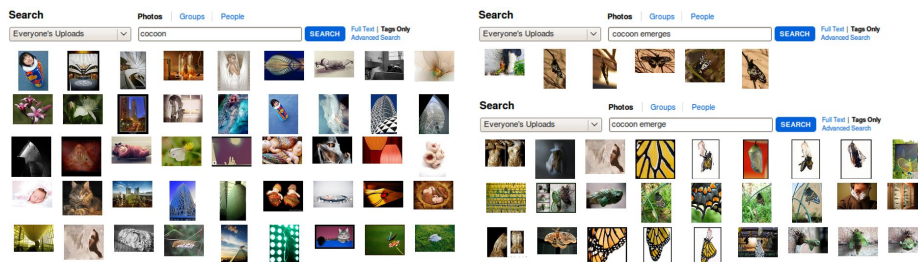 Search
Photos Groups People
Everyone's Uploads cocoon SEARCH Full Text | Tags Only
Advanced Search
Search
Photos Groups People
Everyone's Uploads cocoon emerges SEARCH Full Text | Tags Only
Advanced Search
Search
Photos Groups People
Everyone's Uploads cocoon emerge SEARCH Full Text | Tags Only
Advanced Search